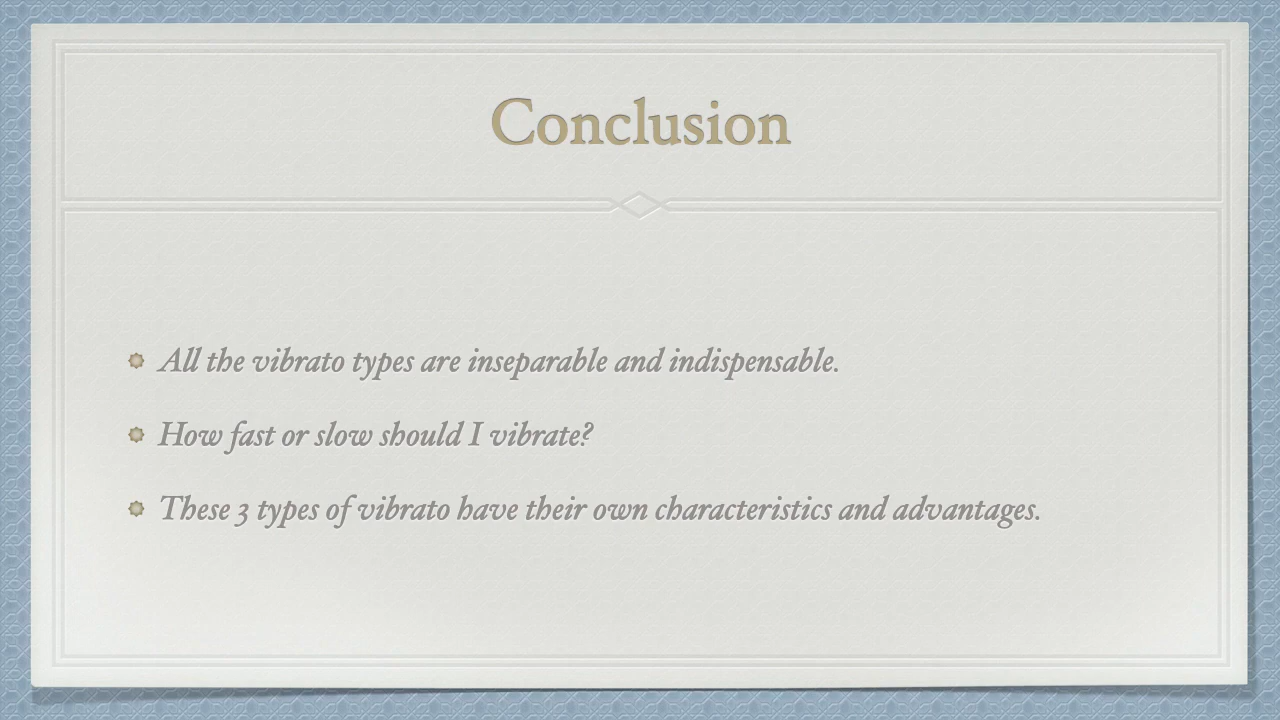 Conclusion
All the vibrato types are inseparable and indispensable.
How fast or slow should I vibrate?
These 3 types of vibrato have their own characteristics and advantages.